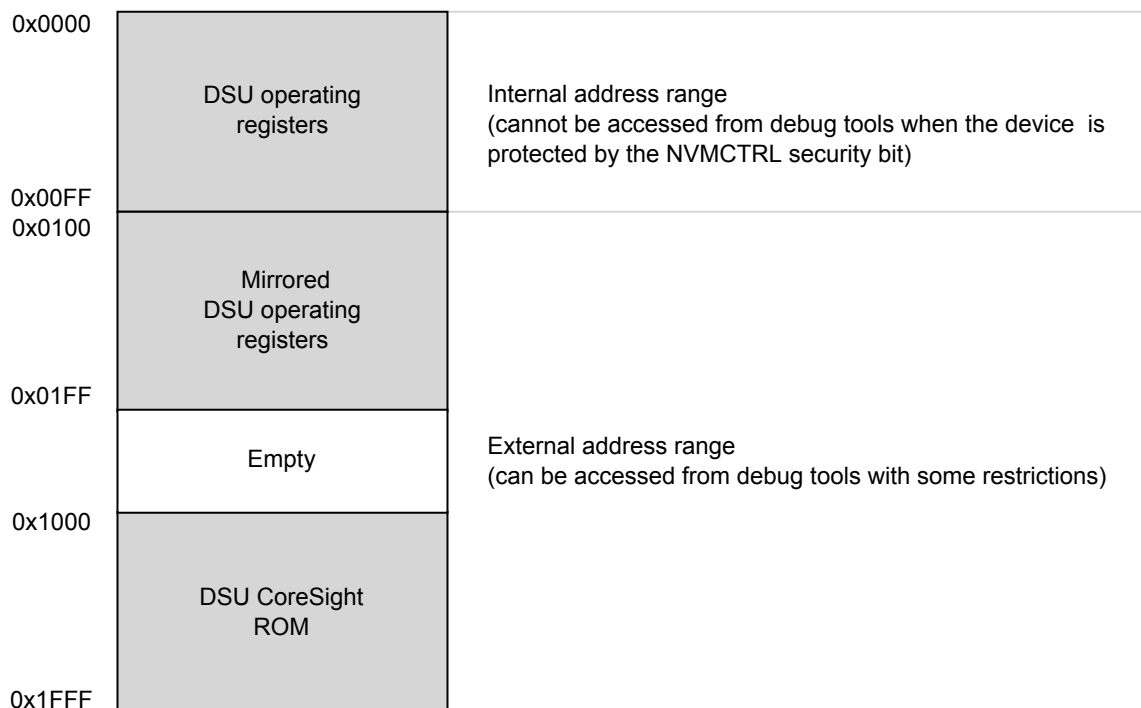 0x0000
DSU operating
registers
Internal address range
(cannot be accessed from debug tools when the device is
protected by the NVMCTRL security bit)
0x00FF
0x0100
Mirrored
DSU operating
registers
0x01FF
Empty
External address range
(can be accessed from debug tools with some restrictions)
0x1000
DSU CoreSight
ROM
0x1FFF